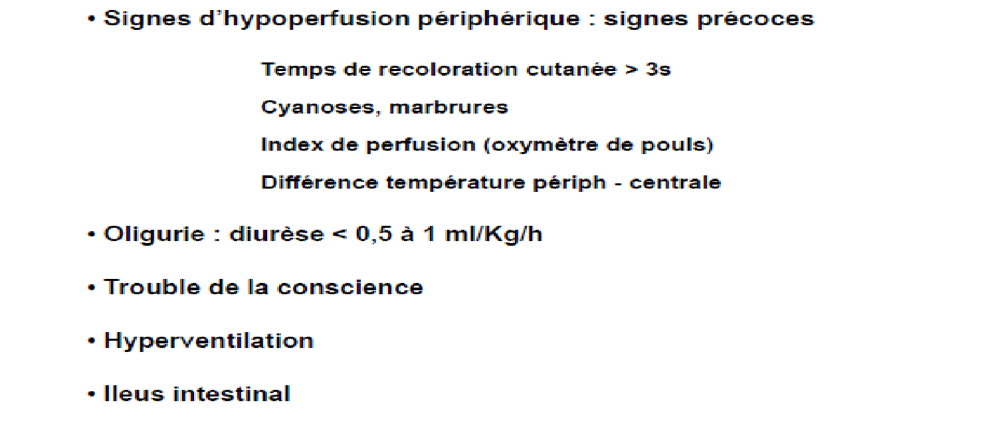 • Signes d’hypoperfusion périphérique : signes précoces
Temps de recoloration cutanée > 3s
Cyanoses, marbrures
Index de perfusion (oxymètre de pouls)
Différence température périph - centrale
• Oligurie : diurèse < 0,5 à 1 ml/Kg/h
• Trouble de la conscience
• Hyperventilation
• Ileus intestinal